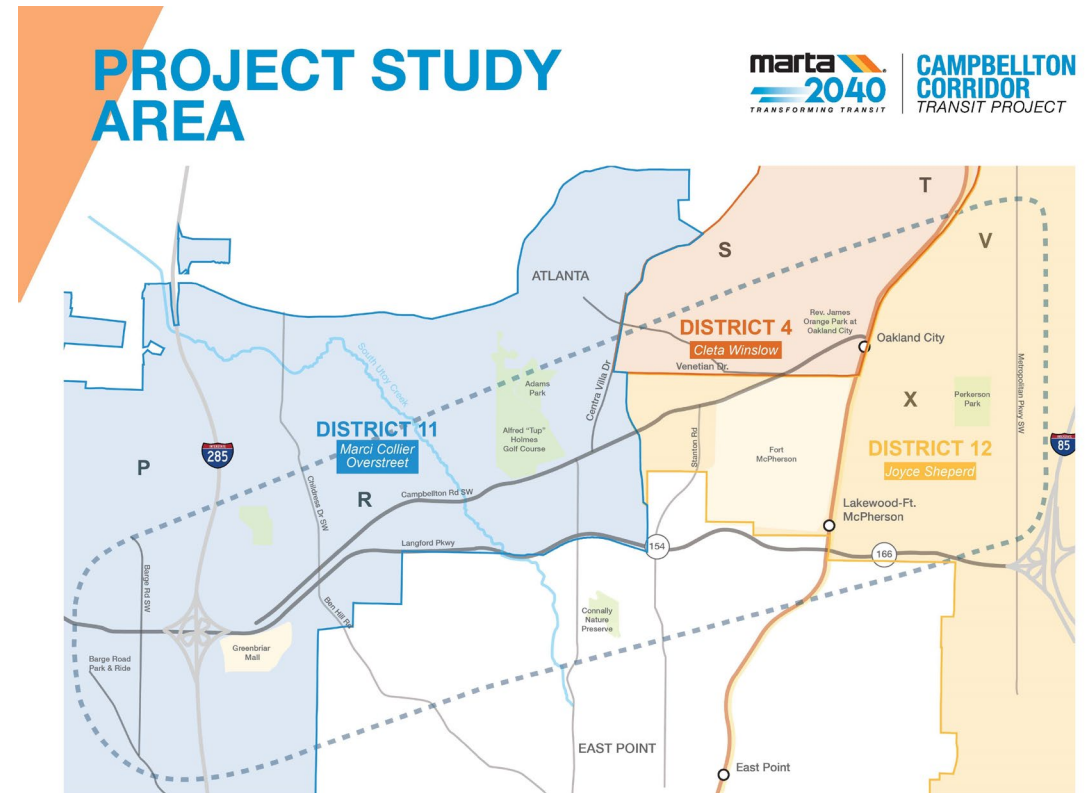 PROJECT STUDY
AREA
marta
2040
TRANSFORMING TRANSIT
CAMPBELLTON
CORRIDOR
TRANSIT PROJECT
T
S
V
ATLANTA
Rev. James
Orange Park at
Oakland City
DISTRICT 4
Cleta Winslow
Oakland City
Venetian Dr.
South Utoy Creek
Centra Villa Dr
Metropolitan Pkwy SW
Adams
Park
X
Perkerson
Park
DISTRICT 11
Marci Collier
Overstreet
Alfred "Tup"
Holmes
Golf Course
Stanton Rd
Fort
McPherson
DISTRICT 12
Joyce Sheperd
INTERSTATE
285
85
P
R
Childress Dr SW
Campbellton Rd SW
Lakewood-Ft.
McPherson
Langford Pkwy
154
166
Barge Rd SW
Ben Hill Rd
Connally
Nature
Preserve
Greenbriar
Mall
Barge Road
Park & Ride
EAST POINT
East Point